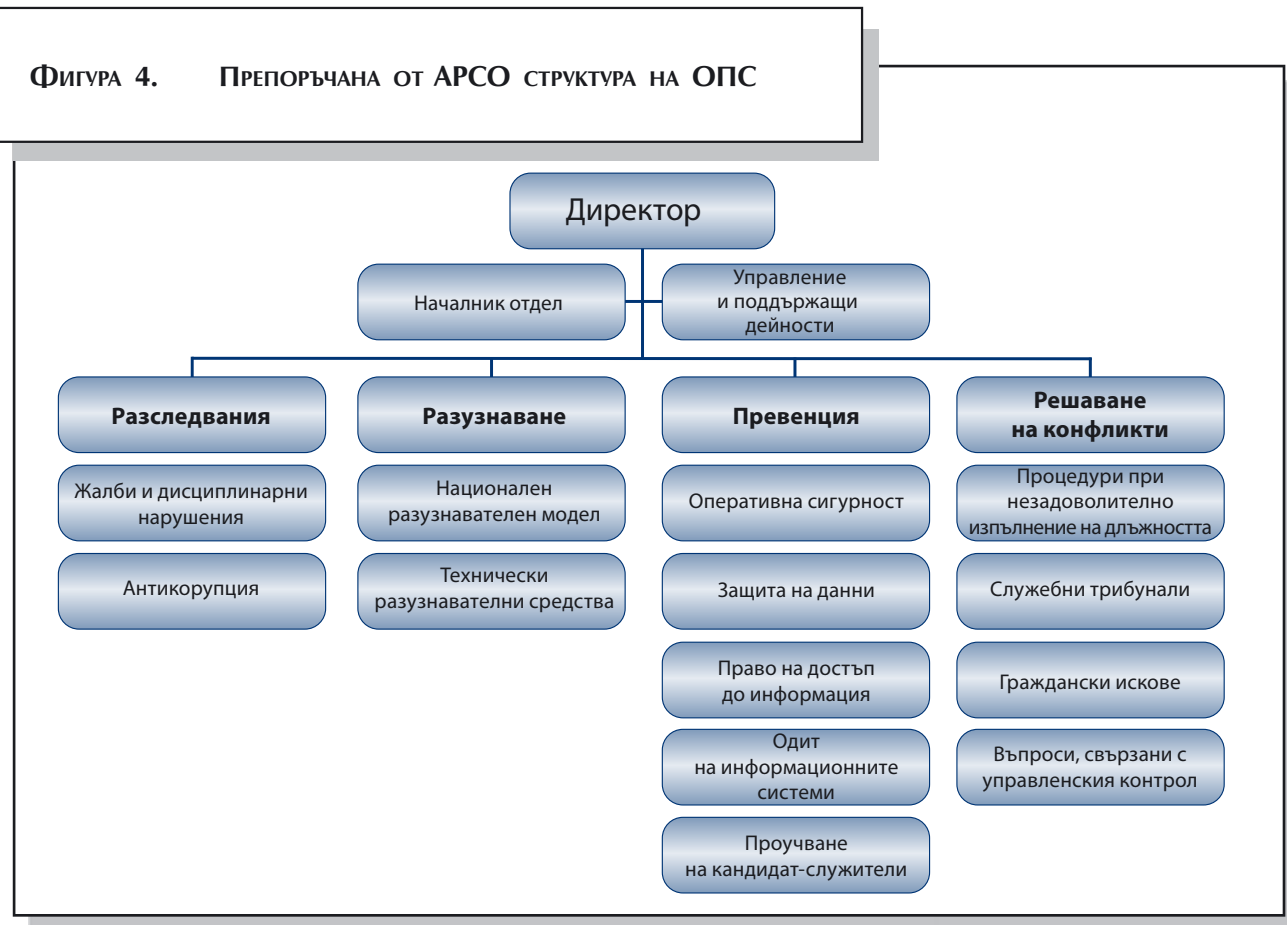 Фигура 4. Препоръчана от АРСО структура на ОПС
Директор
Началник отдел
Управление
и поддържащи
дейности
Разследвания
Жалби и дисциплинарни
нарушения
Антикорупция
Разузнаване
Национален
разузнавателен модел
Технически
разузнавателни средства
Превенция
Оперативна сигурност
Защита на данни
Право на достъп
до информация
Одит
на информационните
системи
Проучване
на кандидат-служители
Решаване
на конфликти
Процедури при
незадоволително
изпълнение на длъжността
Служебни трибунали
Граждански искове
Въпроси, свързани с
управленския контрол